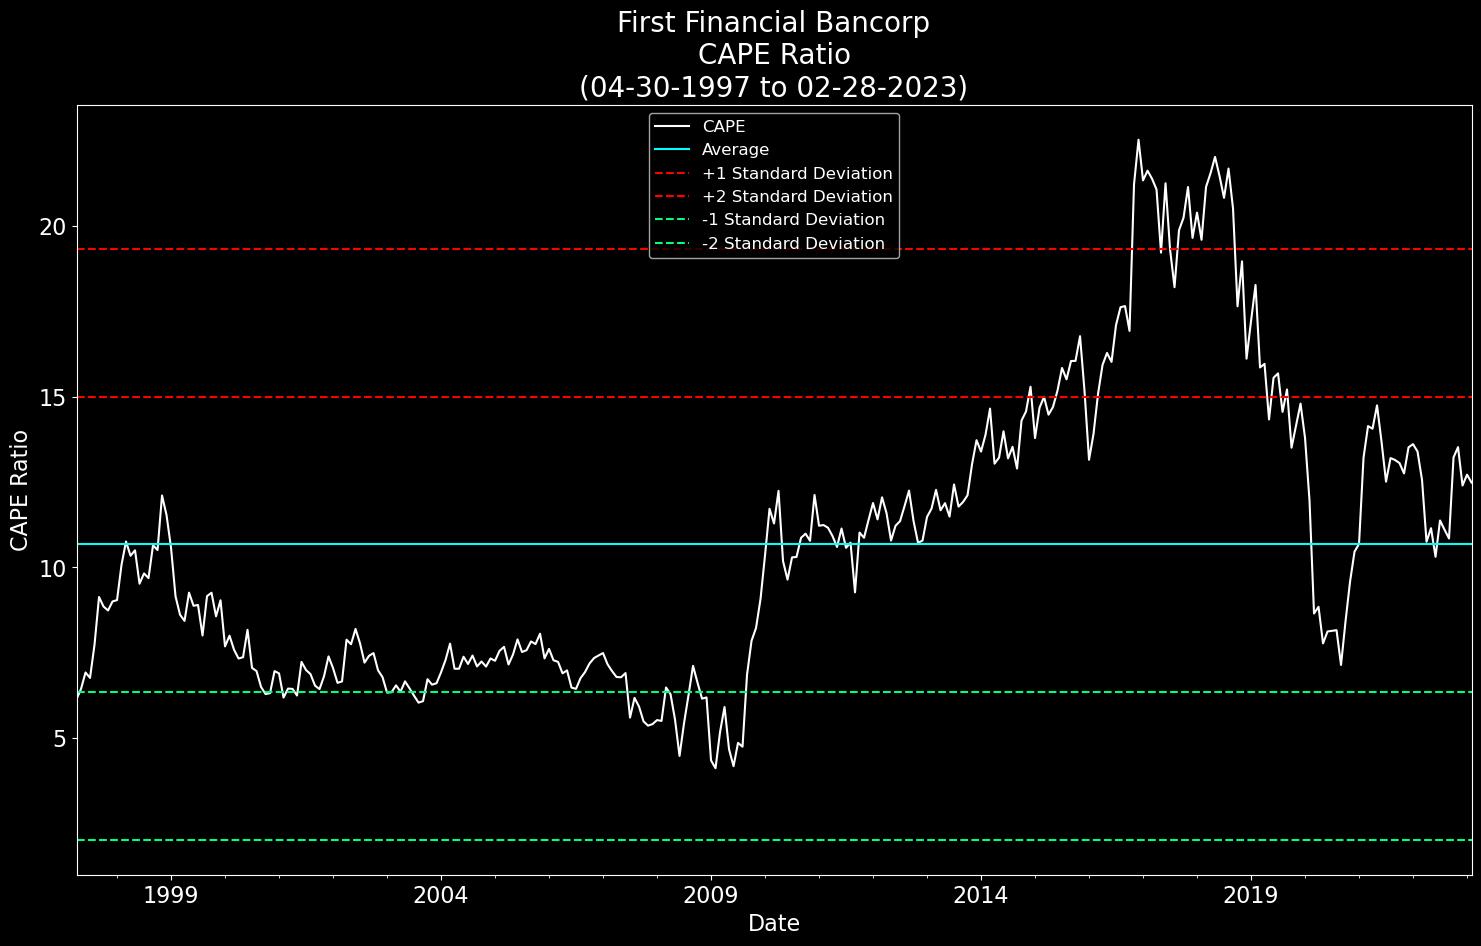 First Financial Bancorp
CAPE Ratio
(04-30-1997 to 02-28-2023)
CAPE
Average
+1 Standard Deviation
+2 Standard Deviation
-1 Standard Deviation
-2 Standard Deviation
20
15
10
5
CAPE Ratio
1999
2004
2009
2014
2019
Date